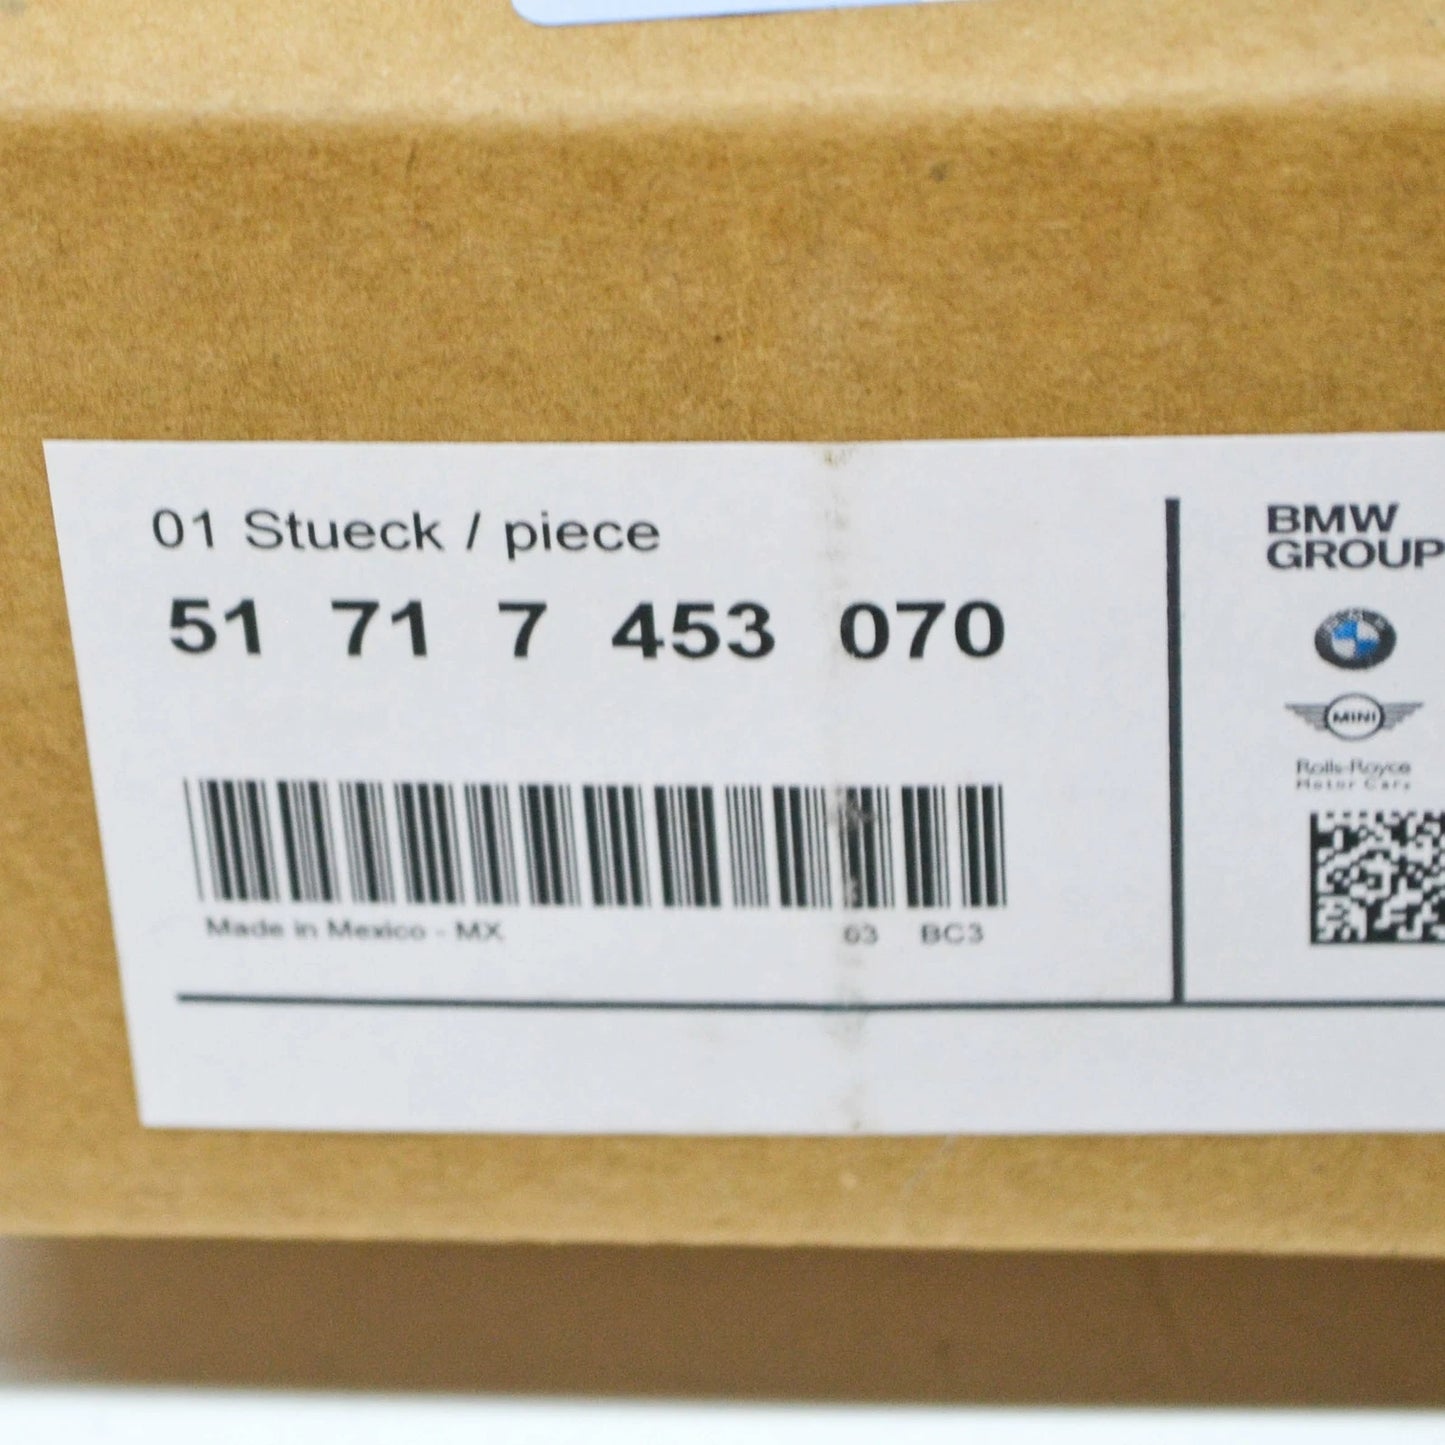 01 Stueck / piece
51 71 7 453 070
Made in Mexico - MX 63 BC3
BMW
GROUP
MINI
Rolls-Royce
Motor Cars